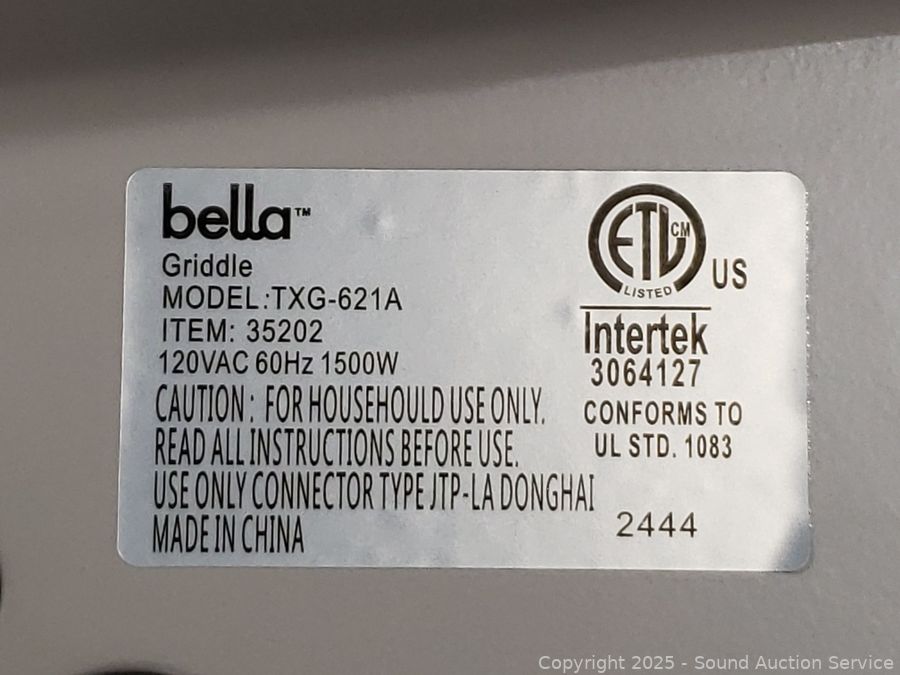 bella™
Griddle
MODEL:TXG-621A
ITEM: 35202
120VAC 60Hz 1500W
CAUTION: FOR HOUSEHOULD USE ONLY.
READ ALL INSTRUCTIONS BEFORE USE.
USE ONLY CONNECTOR TYPE JTP-LA DONGHAI
MADE IN CHINA
ETL CM
LISTED
US
Intertek
3064127
CONFORMS TO
UL STD. 1083
2444
Copyright 2025 - Sound Auction Service